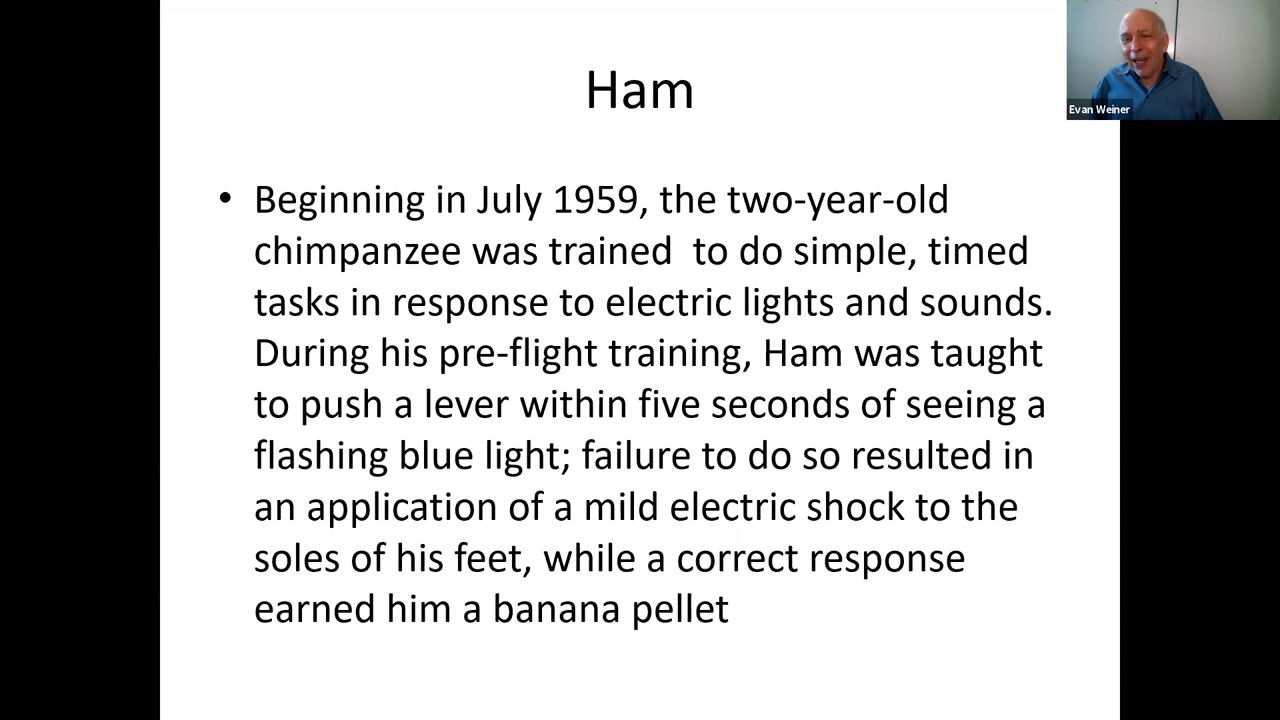 Ham
• Beginning in July 1959, the two-year-old
chimpanzee was trained  to do simple, timed
tasks in response to electric lights and sounds.
During his pre-flight training, Ham was taught
to push a lever within five seconds of seeing a
flashing blue light; failure to do so resulted in
an application of a mild electric shock to the
soles of his feet, while a correct response
earned him a banana pellet
Evan Weiner